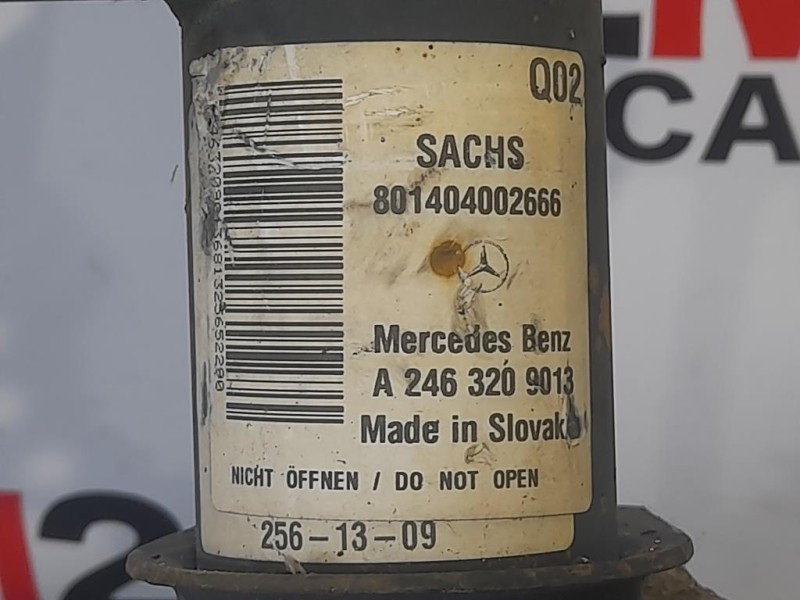 Q02
SACHS
801404002666
Mercedes Benz
A 246 320 9013
Made in Slovak
NICHT ÖFFNEN / DO NOT OPEN
256-13-09
CA